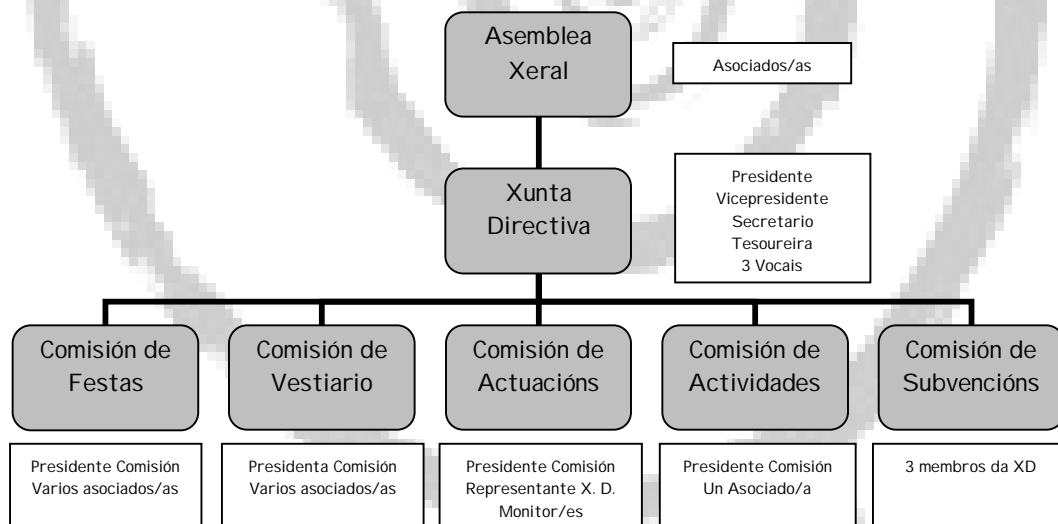 Asemblea
Xeral
Asociados/as
Xunta
Directiva
Presidente
Vicepresidente
Secretario
Tesoureira
3 Vocais
Comisión de
Festas
Comisión de
Vestiario
Comisión de
Actuacións
Comisión de
Actividades
Comisión de
Subvencións
Presidente Comisión
Varios asociados/as
Presidenta Comisión
Varios asociados/as
Presidente Comisión
Representante X. D.
Monitor/es
Presidente Comisión
Un Asociado/a
3 membros da XD